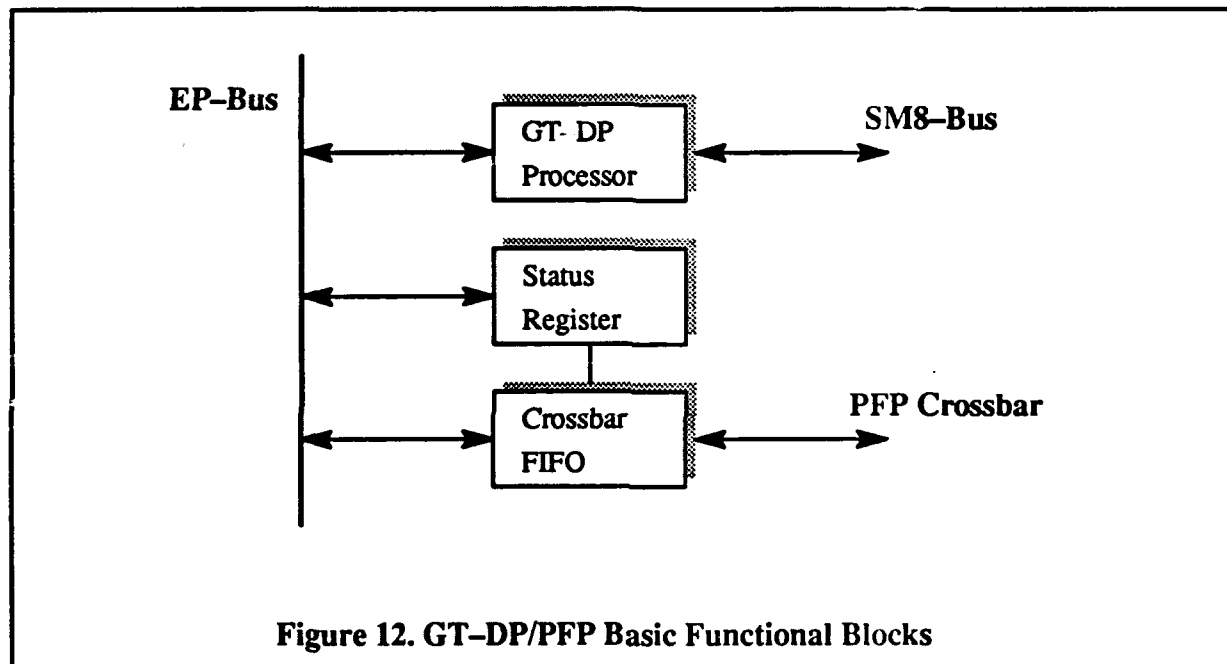 EP–Bus
GT- DP
Processor
SM8–Bus
Status
Register
Crossbar
FIFO
PFP Crossbar
Figure 12. GT–DP/PFP Basic Functional Blocks